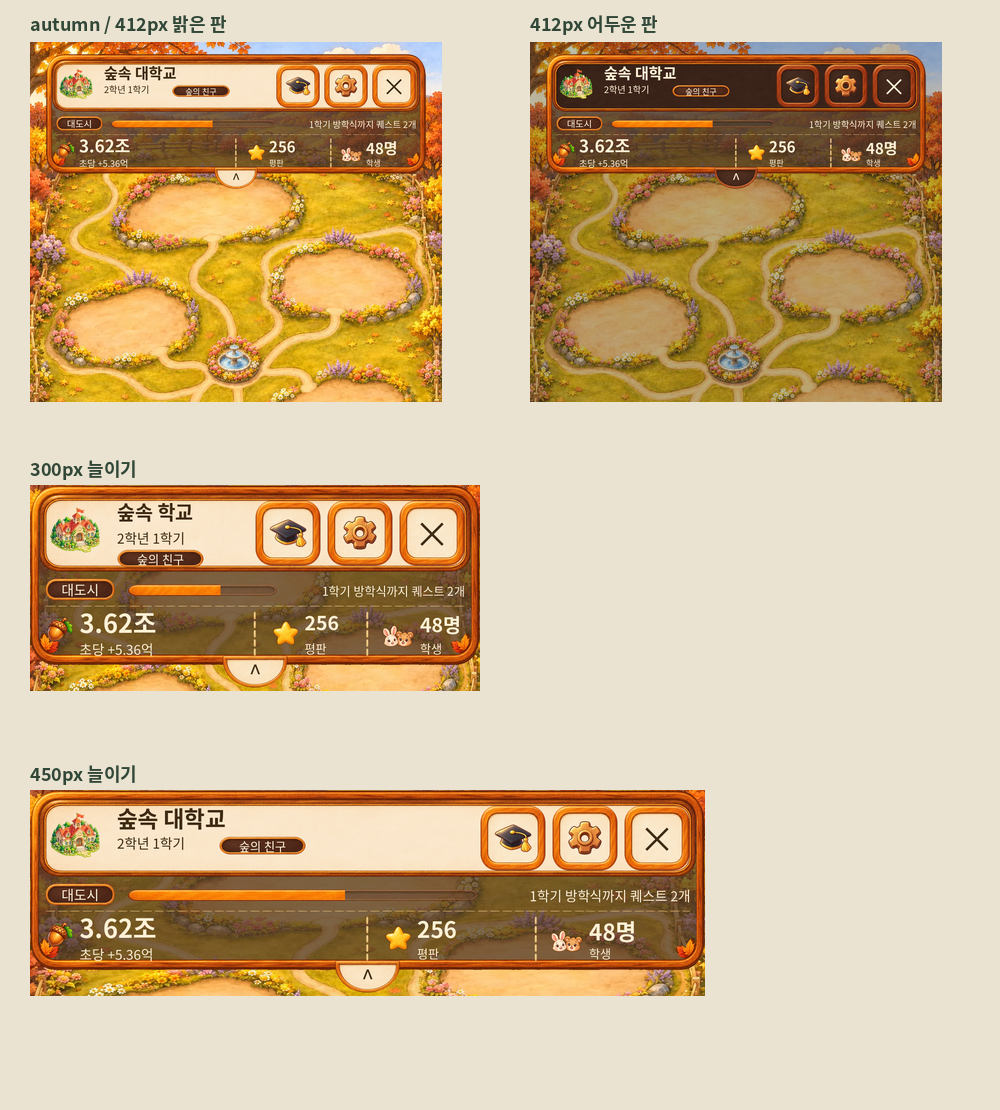 autumn / 412px 밝은 판
숲속 대학교
2학년 1학기 숲의 친구
대도시 1학기 방학식까지 퀘스트 2개
3.62조 256 48명
초당 +5.36억 평판 학생
412px 어두운 판
숲속 대학교
2학년 1학기 숲의 친구
대도시 1학기 방학식까지 퀘스트 2개
3.62조 256 48명
초당 +5.36억 평판 학생
300px 늘이기
숲속 학교
2학년 1학기
숲의 친구
대도시 1학기 방학식까지 퀘스트 2개
3.62조 256 48명
초당 +5.36억 평판 학생
450px 늘이기
숲속 대학교
2학년 1학기 숲의 친구
대도시 1학기 방학식까지 퀘스트 2개
3.62조 256 48명
초당 +5.36억 평판 학생